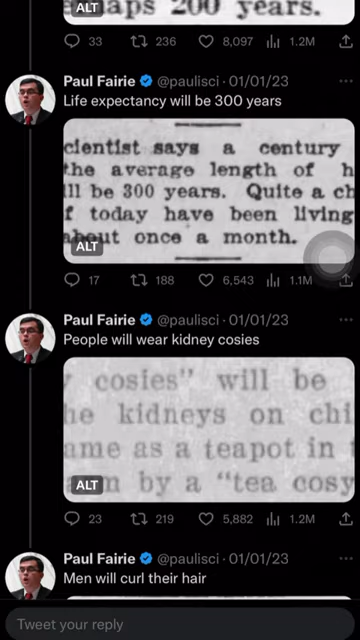 haps 200 years.
ALT
33 236 8,097 1.2M
Paul Fairie @paulisci · 01/01/23
Life expectancy will be 300 years
cientist says a century
the average length of h
ll be 300 years. Quite a ch
f today have been living
about once a month.
ALT
17 188 6,543 1.1M
Paul Fairie @paulisci · 01/01/23
People will wear kidney cosies
cosies" will be
he kidneys on chi
ame as a teapot in
m by a "tea cosy
ALT
23 219 5,882 1.2M
Paul Fairie @paulisci · 01/01/23
Men will curl their hair
Tweet your reply